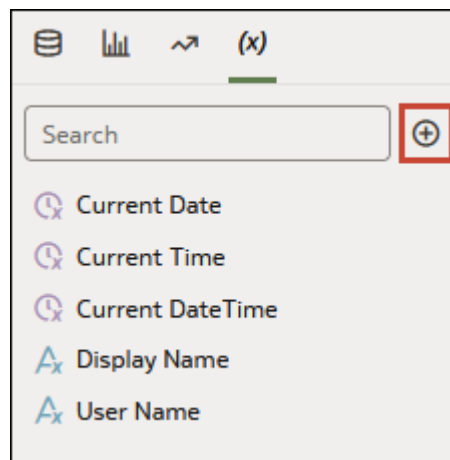 (x)
Search
Current Date
Current Time
Current DateTime
Display Name
User Name